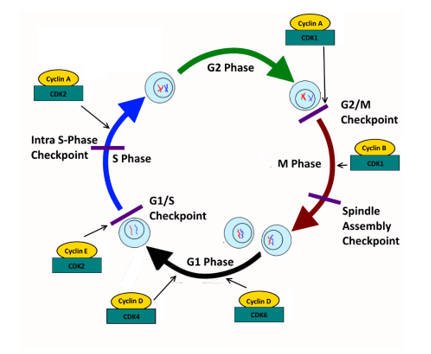 Cyclin A
CDK1
G2 Phase
Cyclin A
CDK2
G2/M
Checkpoint
Intra S-Phase
Checkpoint
S Phase
M Phase
Cyclin B
CDK1
G1/S
Checkpoint
Spindle
Assembly
Checkpoint
Cyclin E
CDK2
G1 Phase
Cyclin D
CDK4
Cyclin D
CDK6